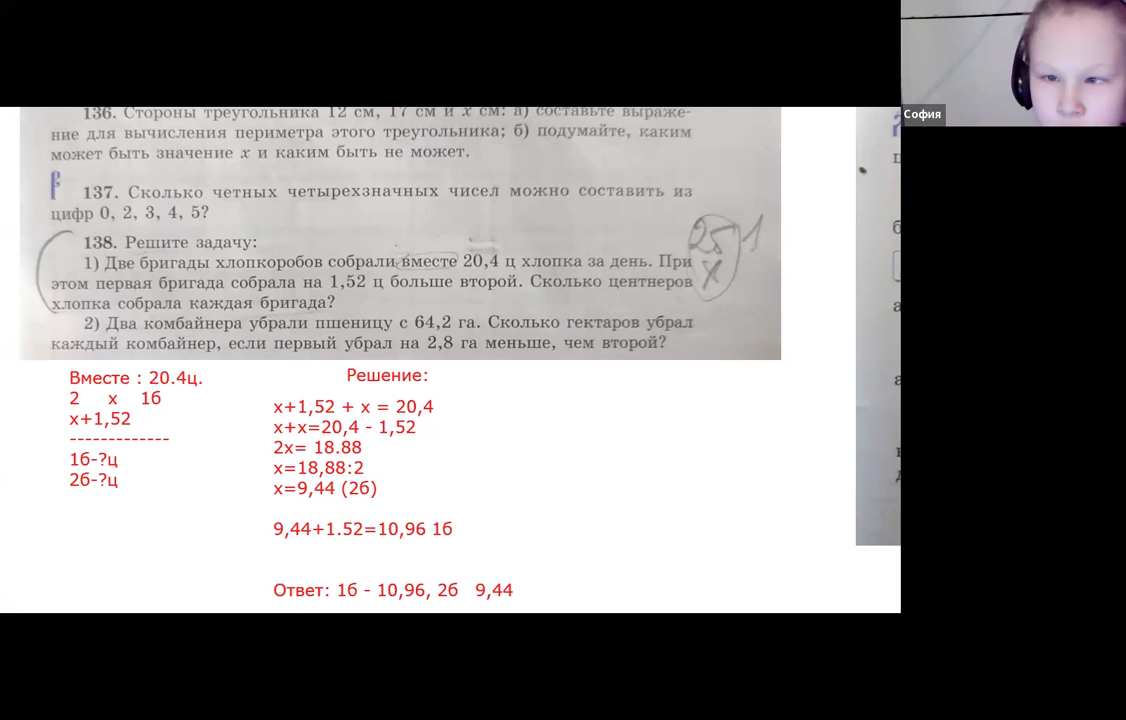 София
136. Стороны треугольника 12 см, 17 см и x см: а) составьте выраже-
ние для вычисления периметра этого треугольника; б) подумайте, каким
может быть значение x и каким быть не может.
137. Сколько четных четырехзначных чисел можно составить из
цифр 0, 2, 3, 4, 5?
138. Решите задачу:
1) Две бригады хлопкоробов собрали вместе 20,4 ц хлопка за день. При
этом первая бригада собрала на 1,52 ц больше второй. Сколько центнеров
хлопка собрала каждая бригада?
2) Два комбайнера убрали пшеницу с 64,2 га. Сколько гектаров убрал
каждый комбайнер, если первый убрал на 2,8 га меньше, чем второй?
Вместе : 20.4ц.
2 х 1б
х+1,52
-------------
1б-?ц
2б-?ц
Решение:
х+1,52 + х = 20,4
х+х=20,4 - 1,52
2х= 18.88
х=18,88:2
х=9,44 (2б)
9,44+1.52=10,96 1б
Ответ: 1б - 10,96, 2б 9,44